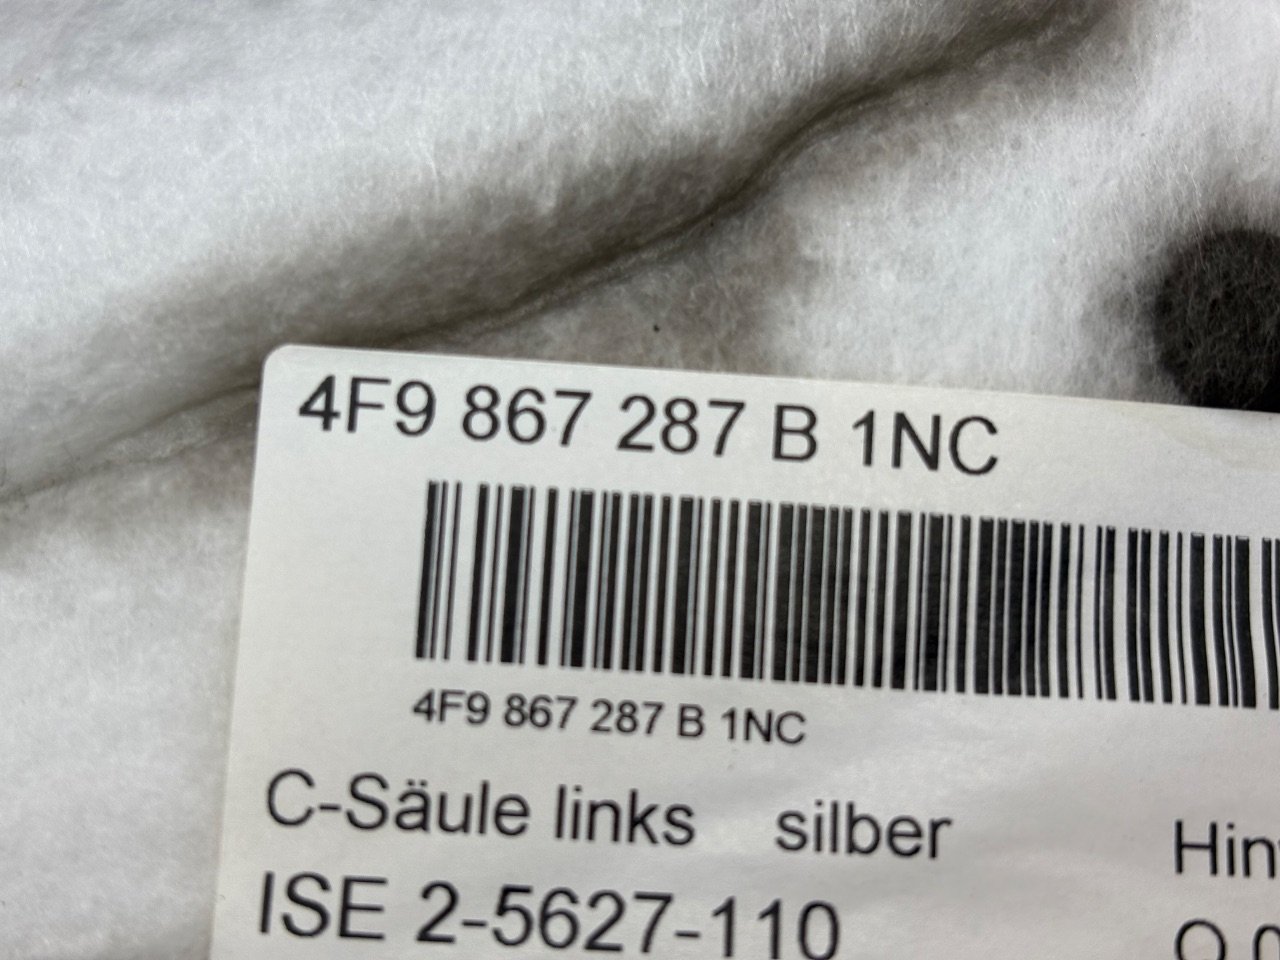 4F9 867 287 B 1NC
4F9 867 287 B 1NC
C-Säule links silber
ISE 2-5627-110